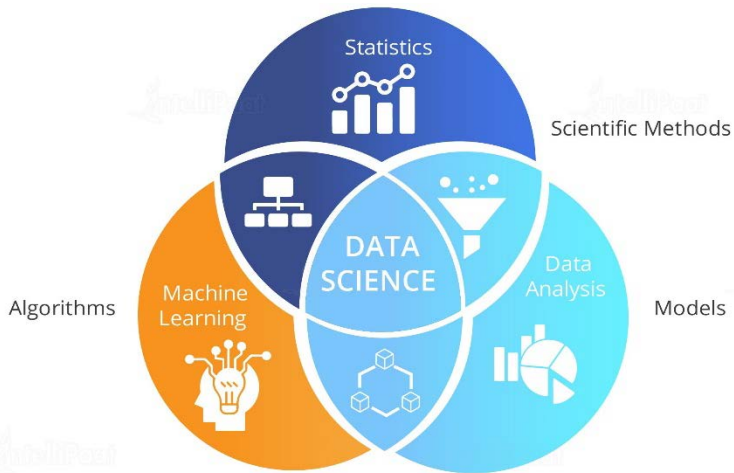 Statistics
Scientific Methods
DATA
SCIENCE
Data
Analysis
Machine
Learning
Algorithms
Models